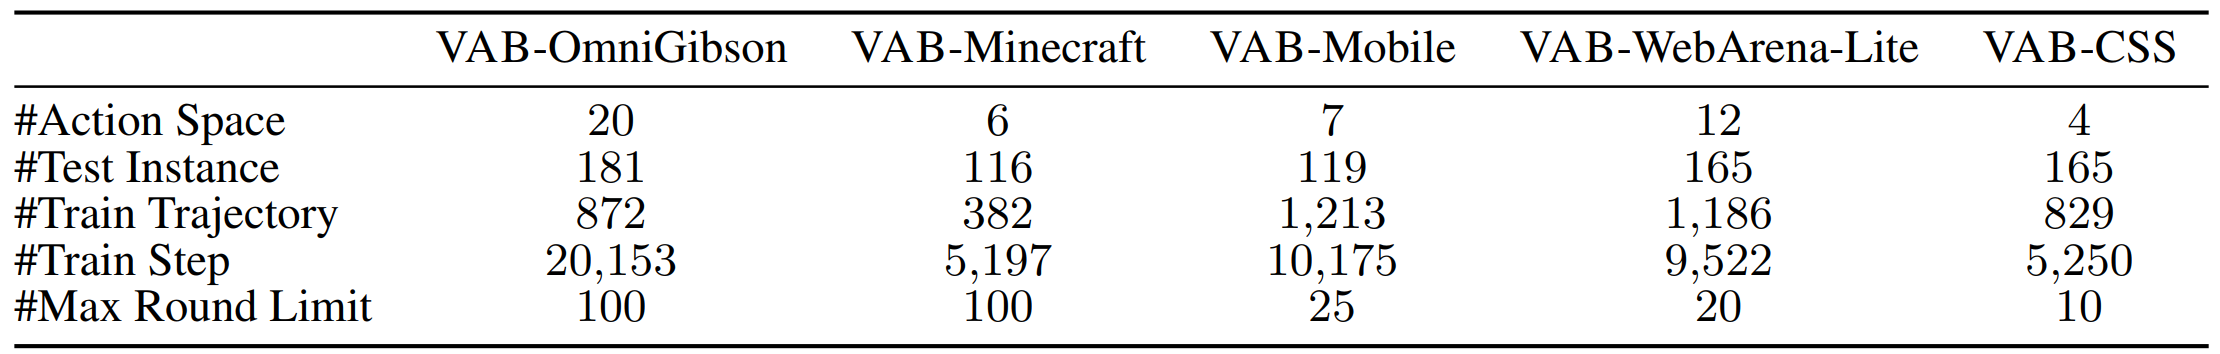 VAB-OmniGibson VAB-Minecraft VAB-Mobile VAB-WebArena-Lite VAB-CSS
#Action Space 20 6 7 12 4
#Test Instance 181 116 119 165 165
#Train Trajectory 872 382 1,213 1,186 829
#Train Step 20,153 5,197 10,175 9,522 5,250
#Max Round Limit 100 100 25 20 10